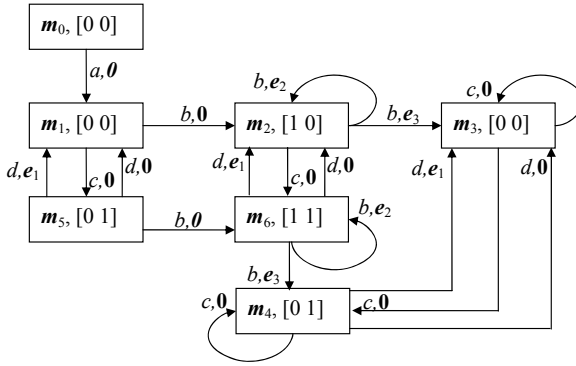 m₀, [0 0]
a,0
m₁, [0 0]
b,0
m₂, [1 0]
b,e₂
b,e₃
m₃, [0 0]
c,0
d,e₁
c,0
d,0
d,e₁
c,0
d,0
d,e₁
d,0
m₅, [0 1]
b,0
m₆, [1 1]
b,e₂
b,e₃
c,0
m₄, [0 1]
c,0